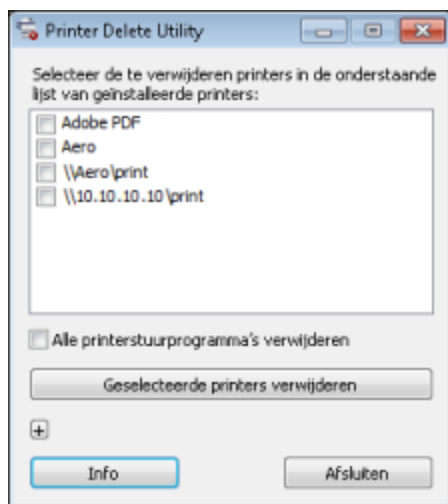 Printer Delete Utility
Selecteer de te verwijderen printers in de onderstaande
lijst van geïnstalleerde printers:
Adobe PDF
Aero
\\Aero\print
\\10.10.10.10\print
Alle printerstuurprogramma's verwijderen
Geselecteerde printers verwijderen
Info
Afsluiten